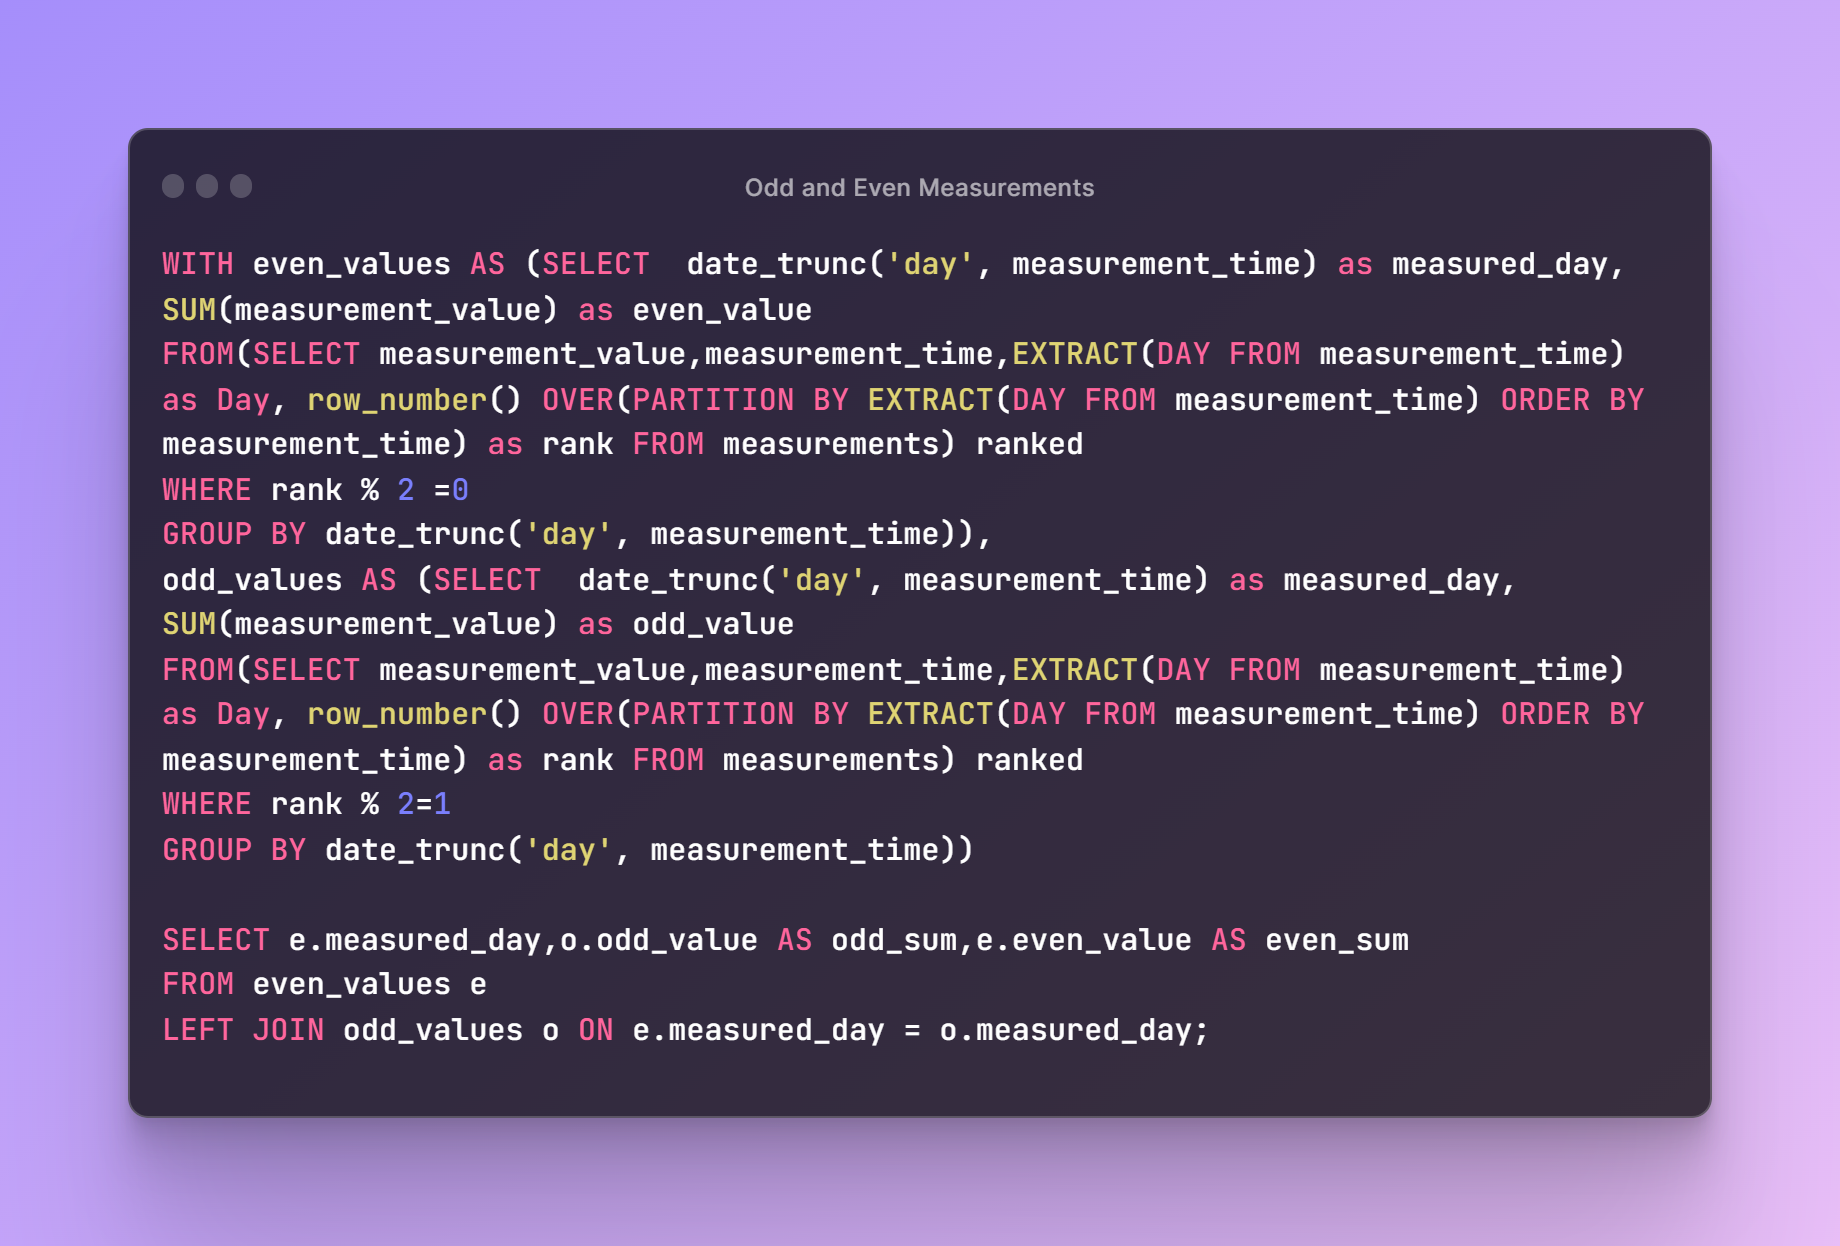 Odd and Even Measurements
WITH even_values AS (SELECT  date_trunc('day', measurement_time) as measured_day,
SUM(measurement_value) as even_value
FROM(SELECT measurement_value,measurement_time,EXTRACT(DAY FROM measurement_time)
as Day, row_number() OVER(PARTITION BY EXTRACT(DAY FROM measurement_time) ORDER BY
measurement_time) as rank FROM measurements) ranked
WHERE rank % 2 =0
GROUP BY date_trunc('day', measurement_time)),
odd_values AS (SELECT  date_trunc('day', measurement_time) as measured_day,
SUM(measurement_value) as odd_value
FROM(SELECT measurement_value,measurement_time,EXTRACT(DAY FROM measurement_time)
as Day, row_number() OVER(PARTITION BY EXTRACT(DAY FROM measurement_time) ORDER BY
measurement_time) as rank FROM measurements) ranked
WHERE rank % 2=1
GROUP BY date_trunc('day', measurement_time))

SELECT e.measured_day,o.odd_value AS odd_sum,e.even_value AS even_sum
FROM even_values e
LEFT JOIN odd_values o ON e.measured_day = o.measured_day;